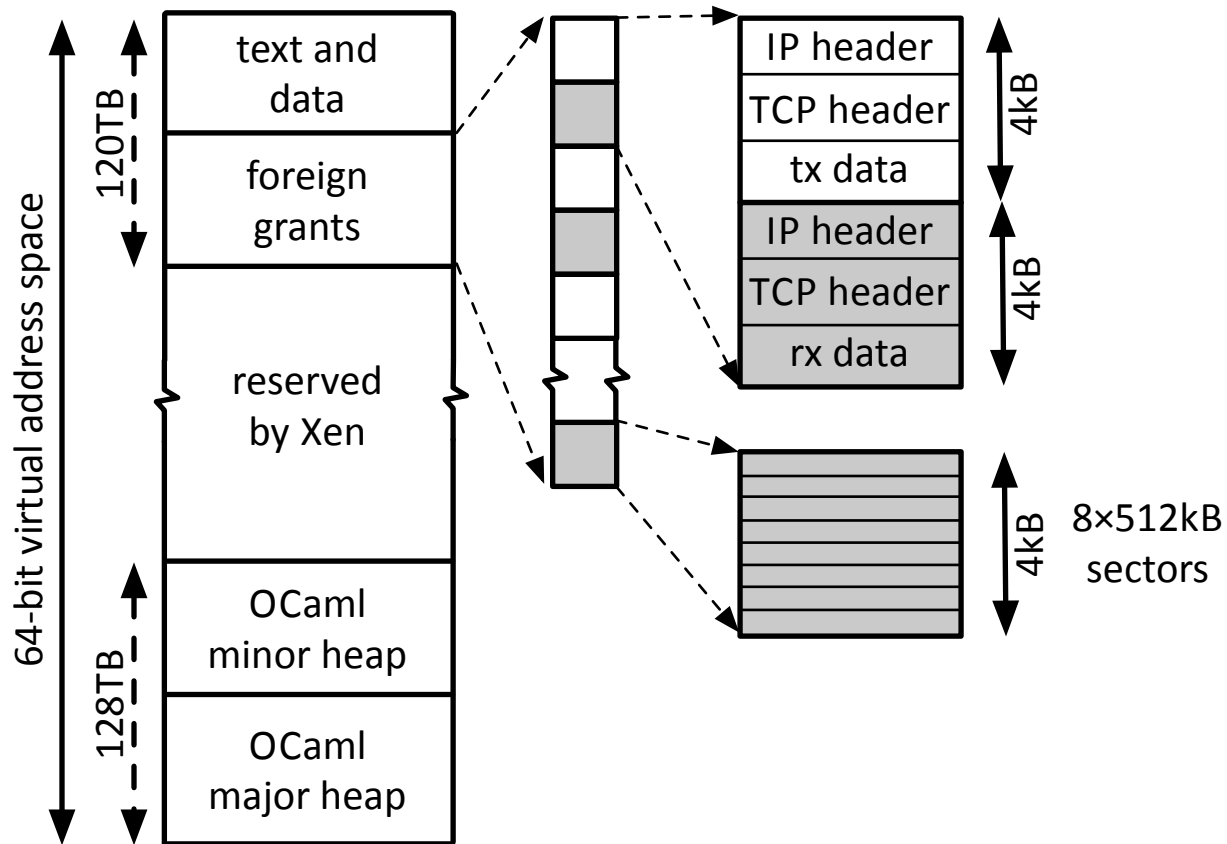 64-bit virtual address space
120TB
128TB
text and
data
foreign
grants
reserved
by Xen
OCaml
minor heap
OCaml
major heap
IP header
TCP header
tx data
IP header
TCP header
rx data
4kB
4kB
4kB
8×512kB
sectors